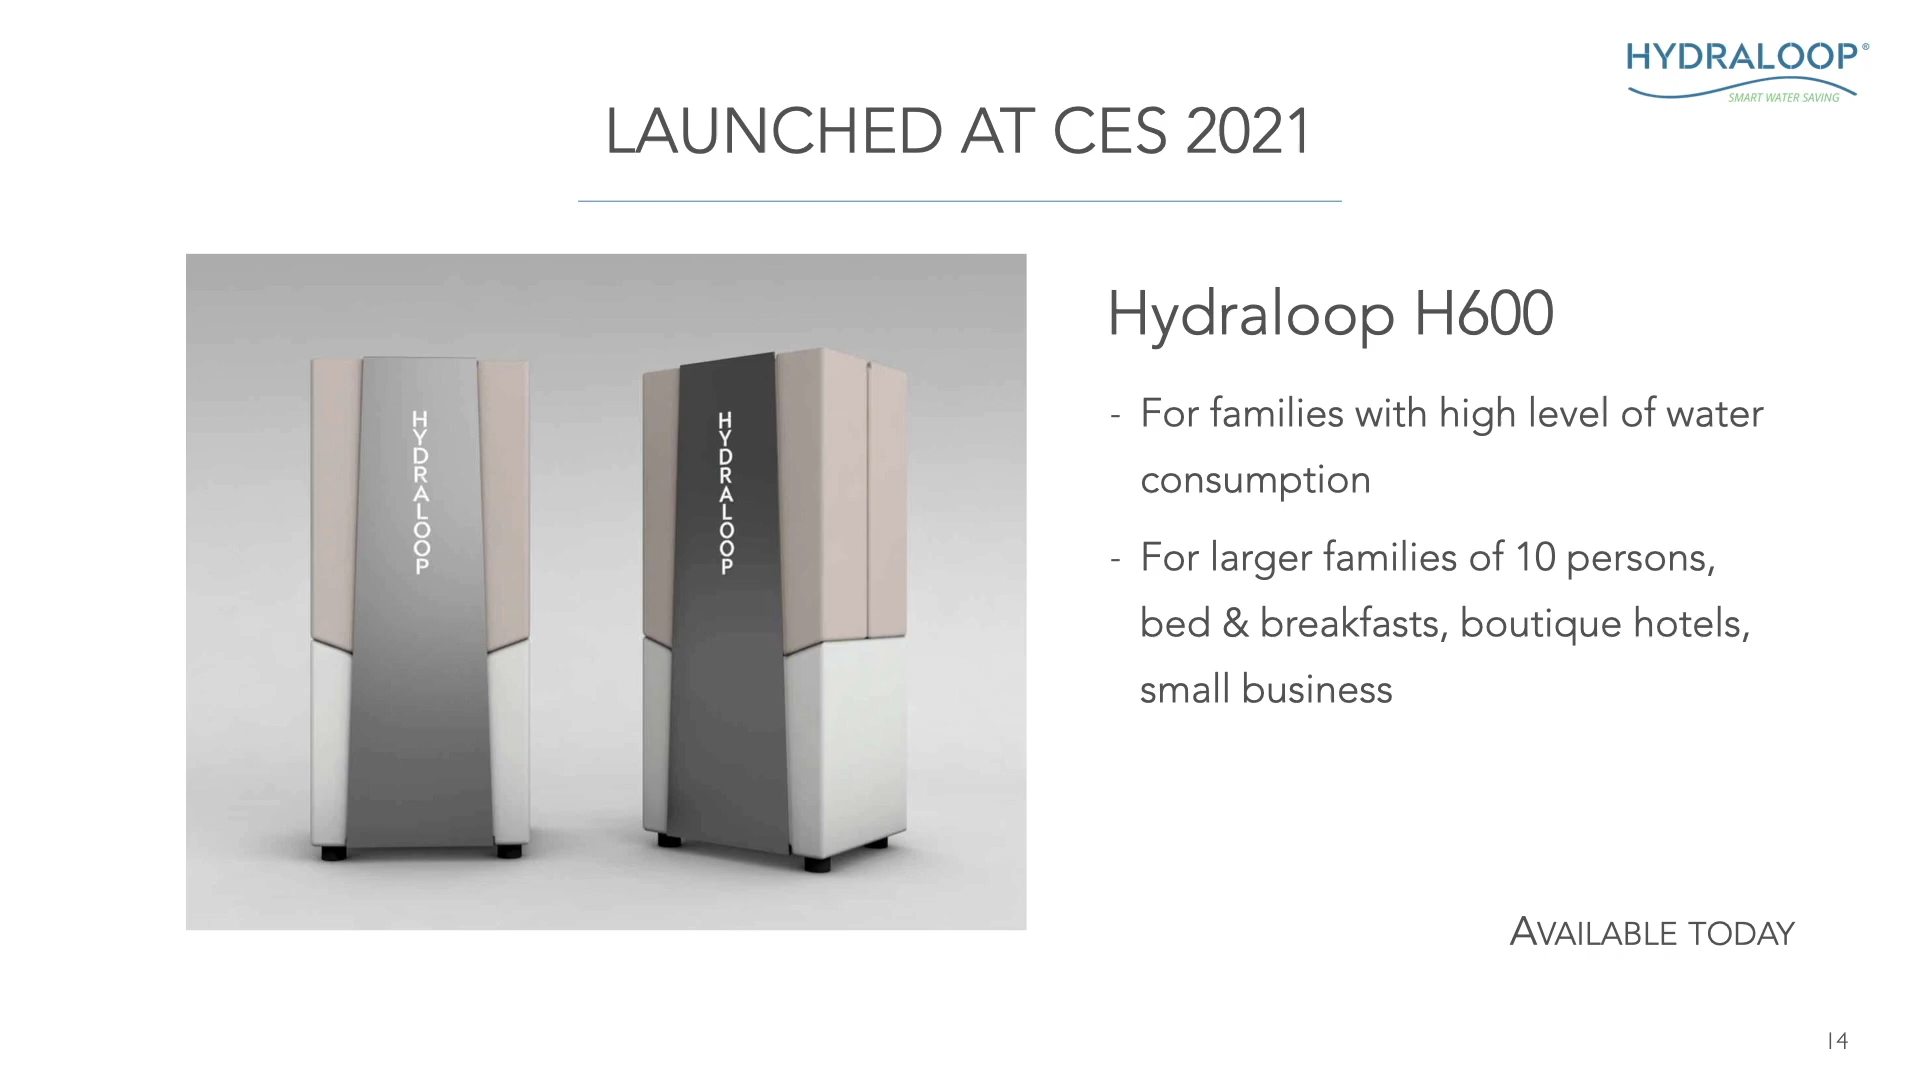 HYDRALOOP®
SMART WATER SAVING
LAUNCHED AT CES 2021
HYDRALOOP
HYDRALOOP
Hydraloop H600
- For families with high level of water
consumption
- For larger families of 10 persons,
bed & breakfasts, boutique hotels,
small business
AVAILABLE TODAY
14